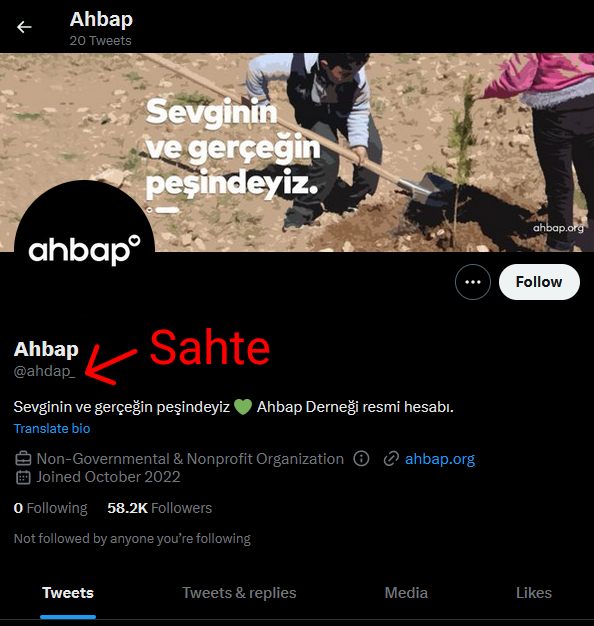 Ahbap
20 Tweets
Sevginin
ve gerçeğin
peşindeyiz.
ahbap
ahbap.org
Follow
Ahbap
Sahte
@ahdap_
Sevginin ve gerçeğin peşindeyiz 💚 Ahbap Derneği resmi hesabı.
Translate bio
Non-Governmental & Nonprofit Organization ahbap.org
Joined October 2022
0 Following 58.2K Followers
Not followed by anyone you're following
Tweets Tweets & replies Media Likes